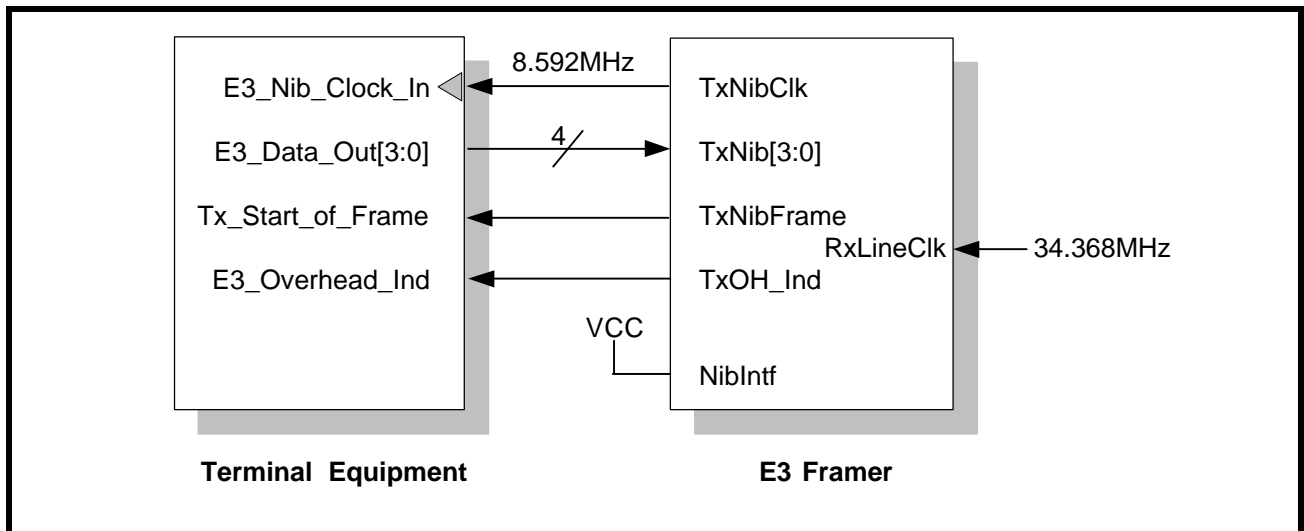 8.592MHz
E3_Nib_Clock_In
TxNibClk
E3_Data_Out[3:0]
4
TxNib[3:0]
Tx_Start_of_Frame
TxNibFrame
RxLineClk
34.368MHz
E3_Overhead_Ind
TxOH_Ind
VCC
NibIntf
Terminal Equipment
E3 Framer